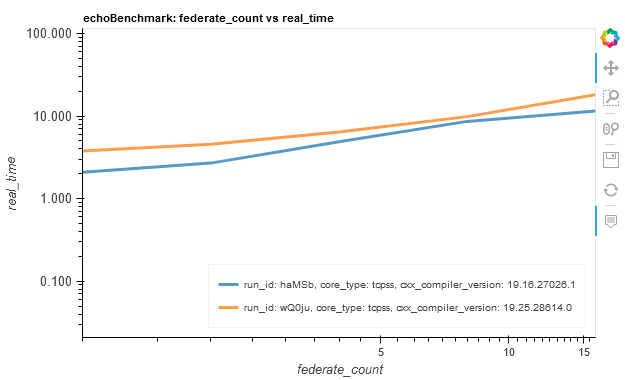 echoBenchmark: federate_count vs real_time
100.000
10.000
1.000
0.100
real_time
5
10
15
federate_count
run_id: haMSb, core_type: tcpss, cxx_compiler_version: 19.16.27026.1
run_id: wQ0ju, core_type: tcpss, cxx_compiler_version: 19.25.28614.0